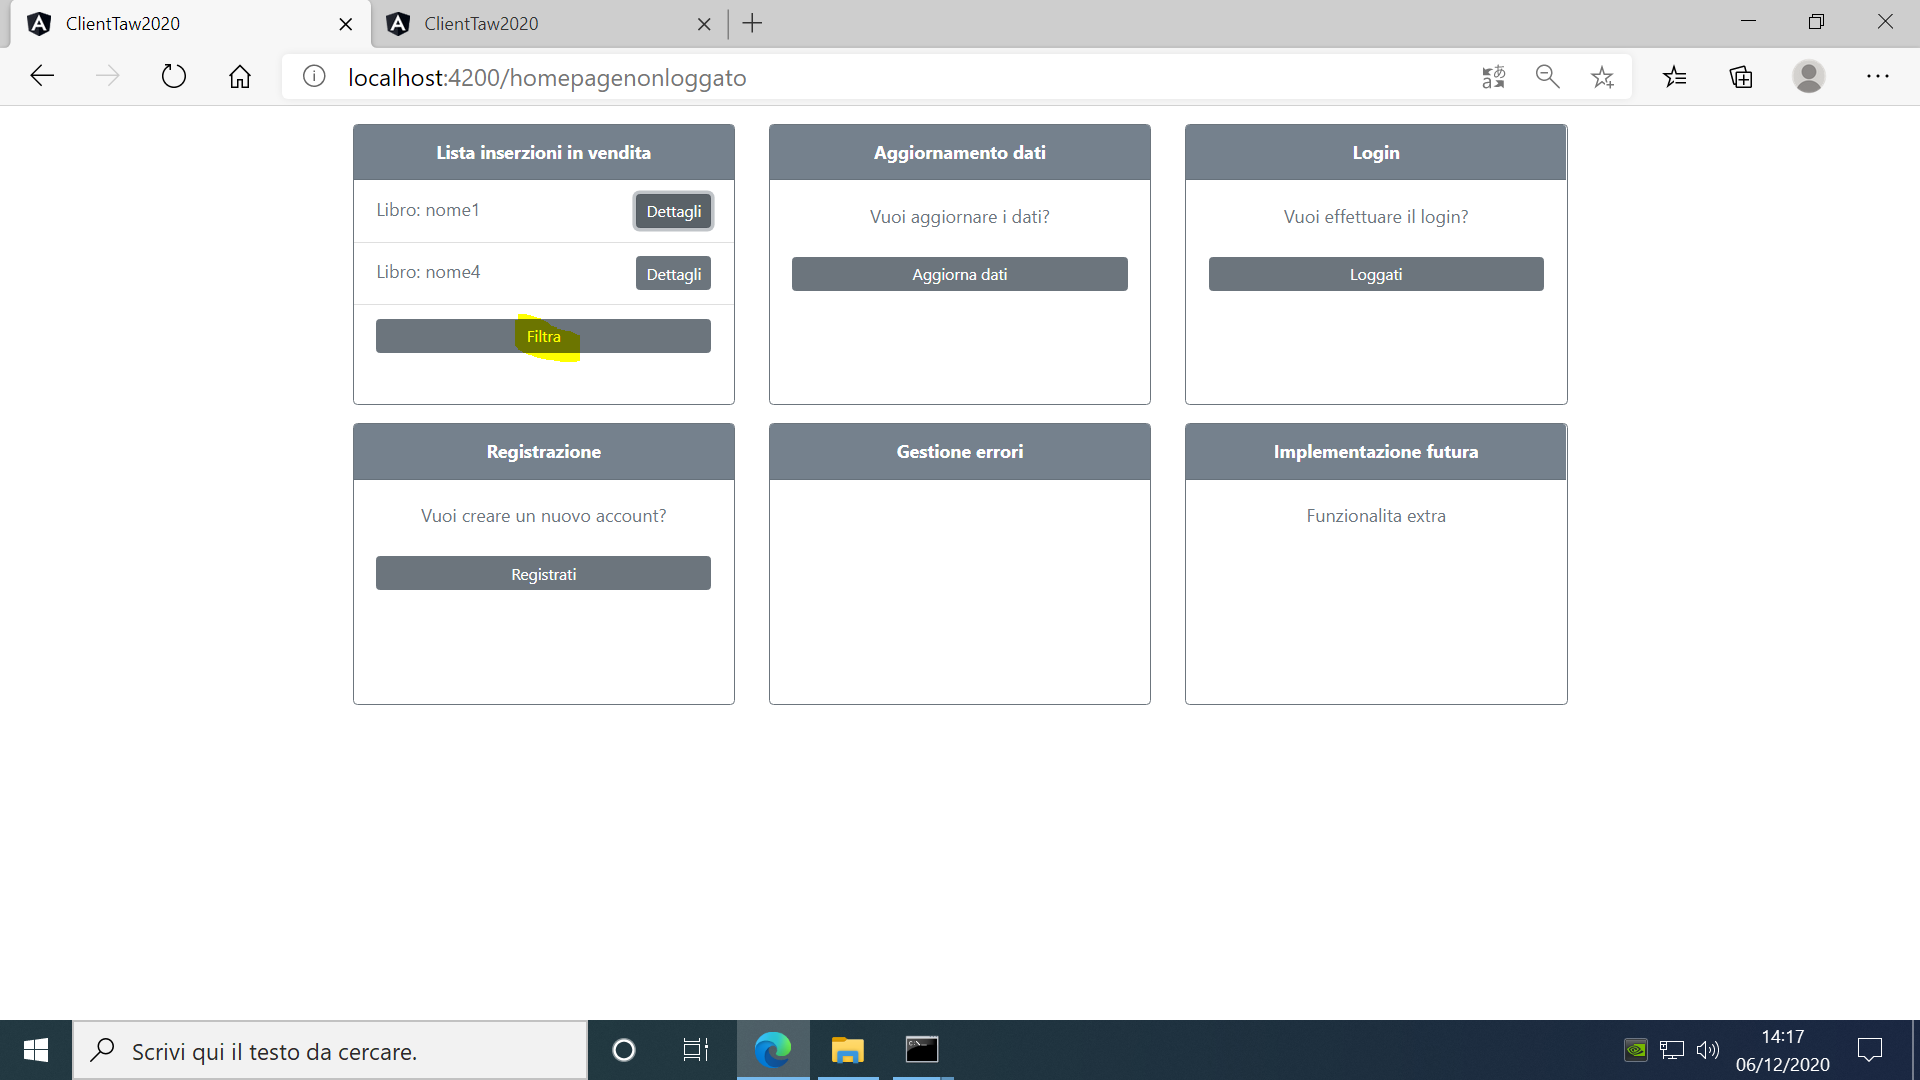 ClientTaw2020
ClientTaw2020
localhost:4200/homepagenonloggato
Lista inserzioni in vendita
Libro: nome1
Dettagli
Libro: nome4
Dettagli
Filtra
Aggiornamento dati
Vuoi aggiornare i dati?
Aggiorna dati
Login
Vuoi effettuare il login?
Loggati
Registrazione
Vuoi creare un nuovo account?
Registrati
Gestione errori
Implementazione futura
Funzionalita extra
Scrivi qui il testo da cercare.
14:17
06/12/2020